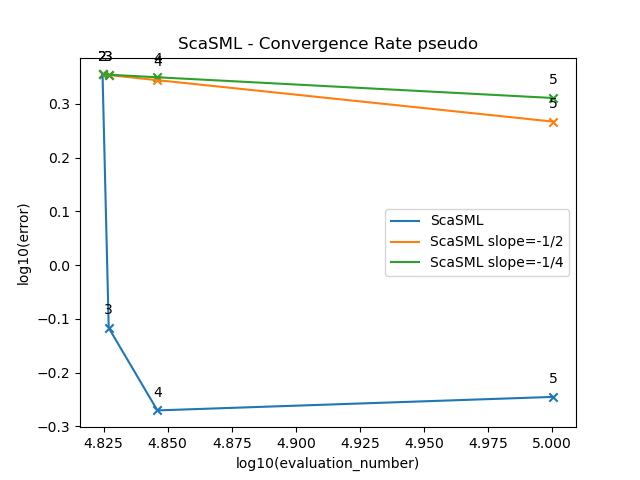 ScaSML - Convergence Rate pseudo
2 3 4
4
5
5
0.3
0.2
0.1
0.0
−0.1
−0.2
−0.3
log10(error)
ScaSML
ScaSML slope=-1/2
ScaSML slope=-1/4
3
4
5
4.825 4.850 4.875 4.900 4.925 4.950 4.975 5.000
log10(evaluation_number)